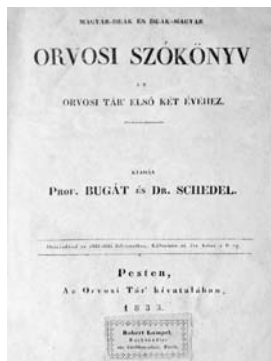 MAGYAR-DEÁK ÉS DEÁK-MAGYAR
ORVOSI SZÓKÖNYV
ORVOSI TÁR' ELSŐ KÉT ÉVÉHEZ.
KIADÁK
PROF. BUGÁT ÉS DR. SCHEDEL.
Pesten,
Az Orvosi Tár' hivatalában,
1833.
Robert Lampel,
Buchhändler